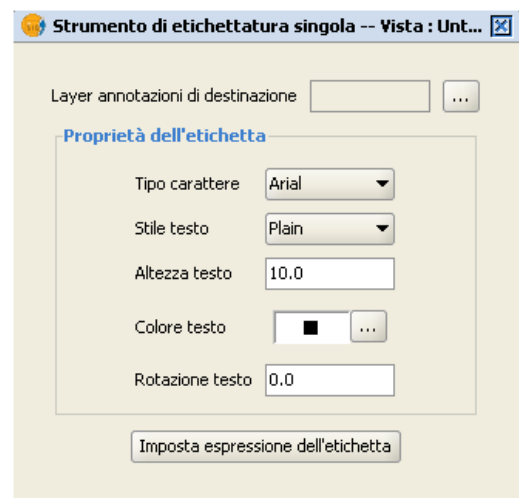 Strumento di etichettatura singola -- Vista : Unt...
Layer annotazioni di destinazione ...
Proprietà dell'etichetta
Tipo carattere Arial
Stile testo Plain
Altezza testo 10.0
Colore testo ...
Rotazione testo 0.0
Imposta espressione dell'etichetta